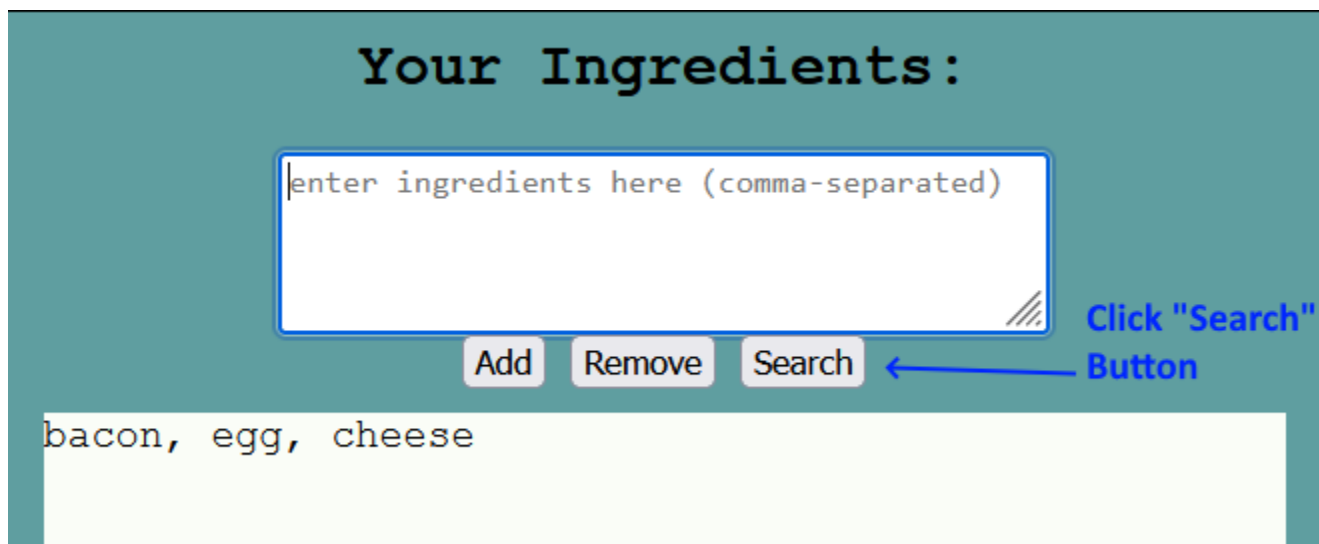 Your Ingredients:
enter ingredients here (comma-separated)
Click "Search"
Button
Add Remove Search
bacon, egg, cheese